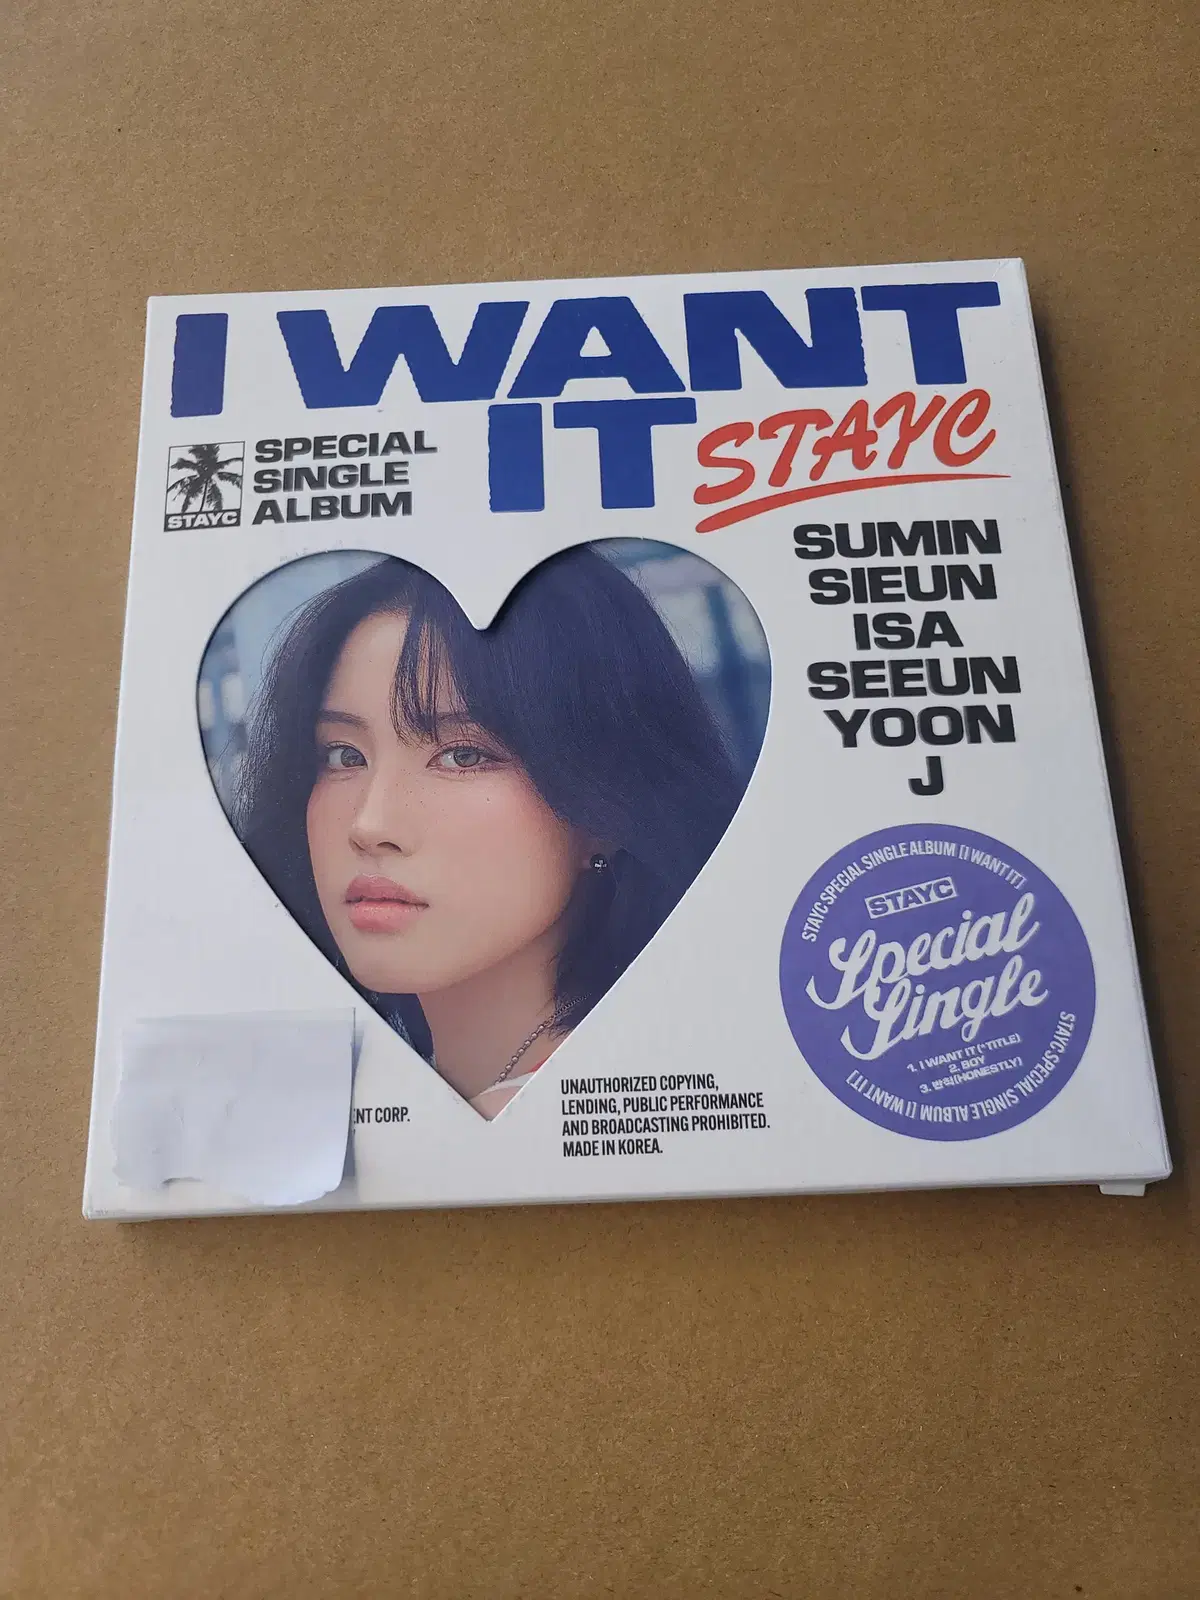 I WANT
IT
STAYC
SPECIAL
SINGLE
ALBUM
STAYC
SUMIN
SIEUN
ISA
SEEUN
YOON
J
STAYC SPECIAL SINGLE ALBUM [I WANT IT]
STAYC
Special
Single
1. I WANT IT (*TITLE)
2. BOY
3. 반칙(HONESTLY)
STAYC SPECIAL SINGLE ALBUM [I WANT IT]
ENT CORP.
UNAUTHORIZED COPYING,
LENDING, PUBLIC PERFORMANCE
AND BROADCASTING PROHIBITED.
MADE IN KOREA.